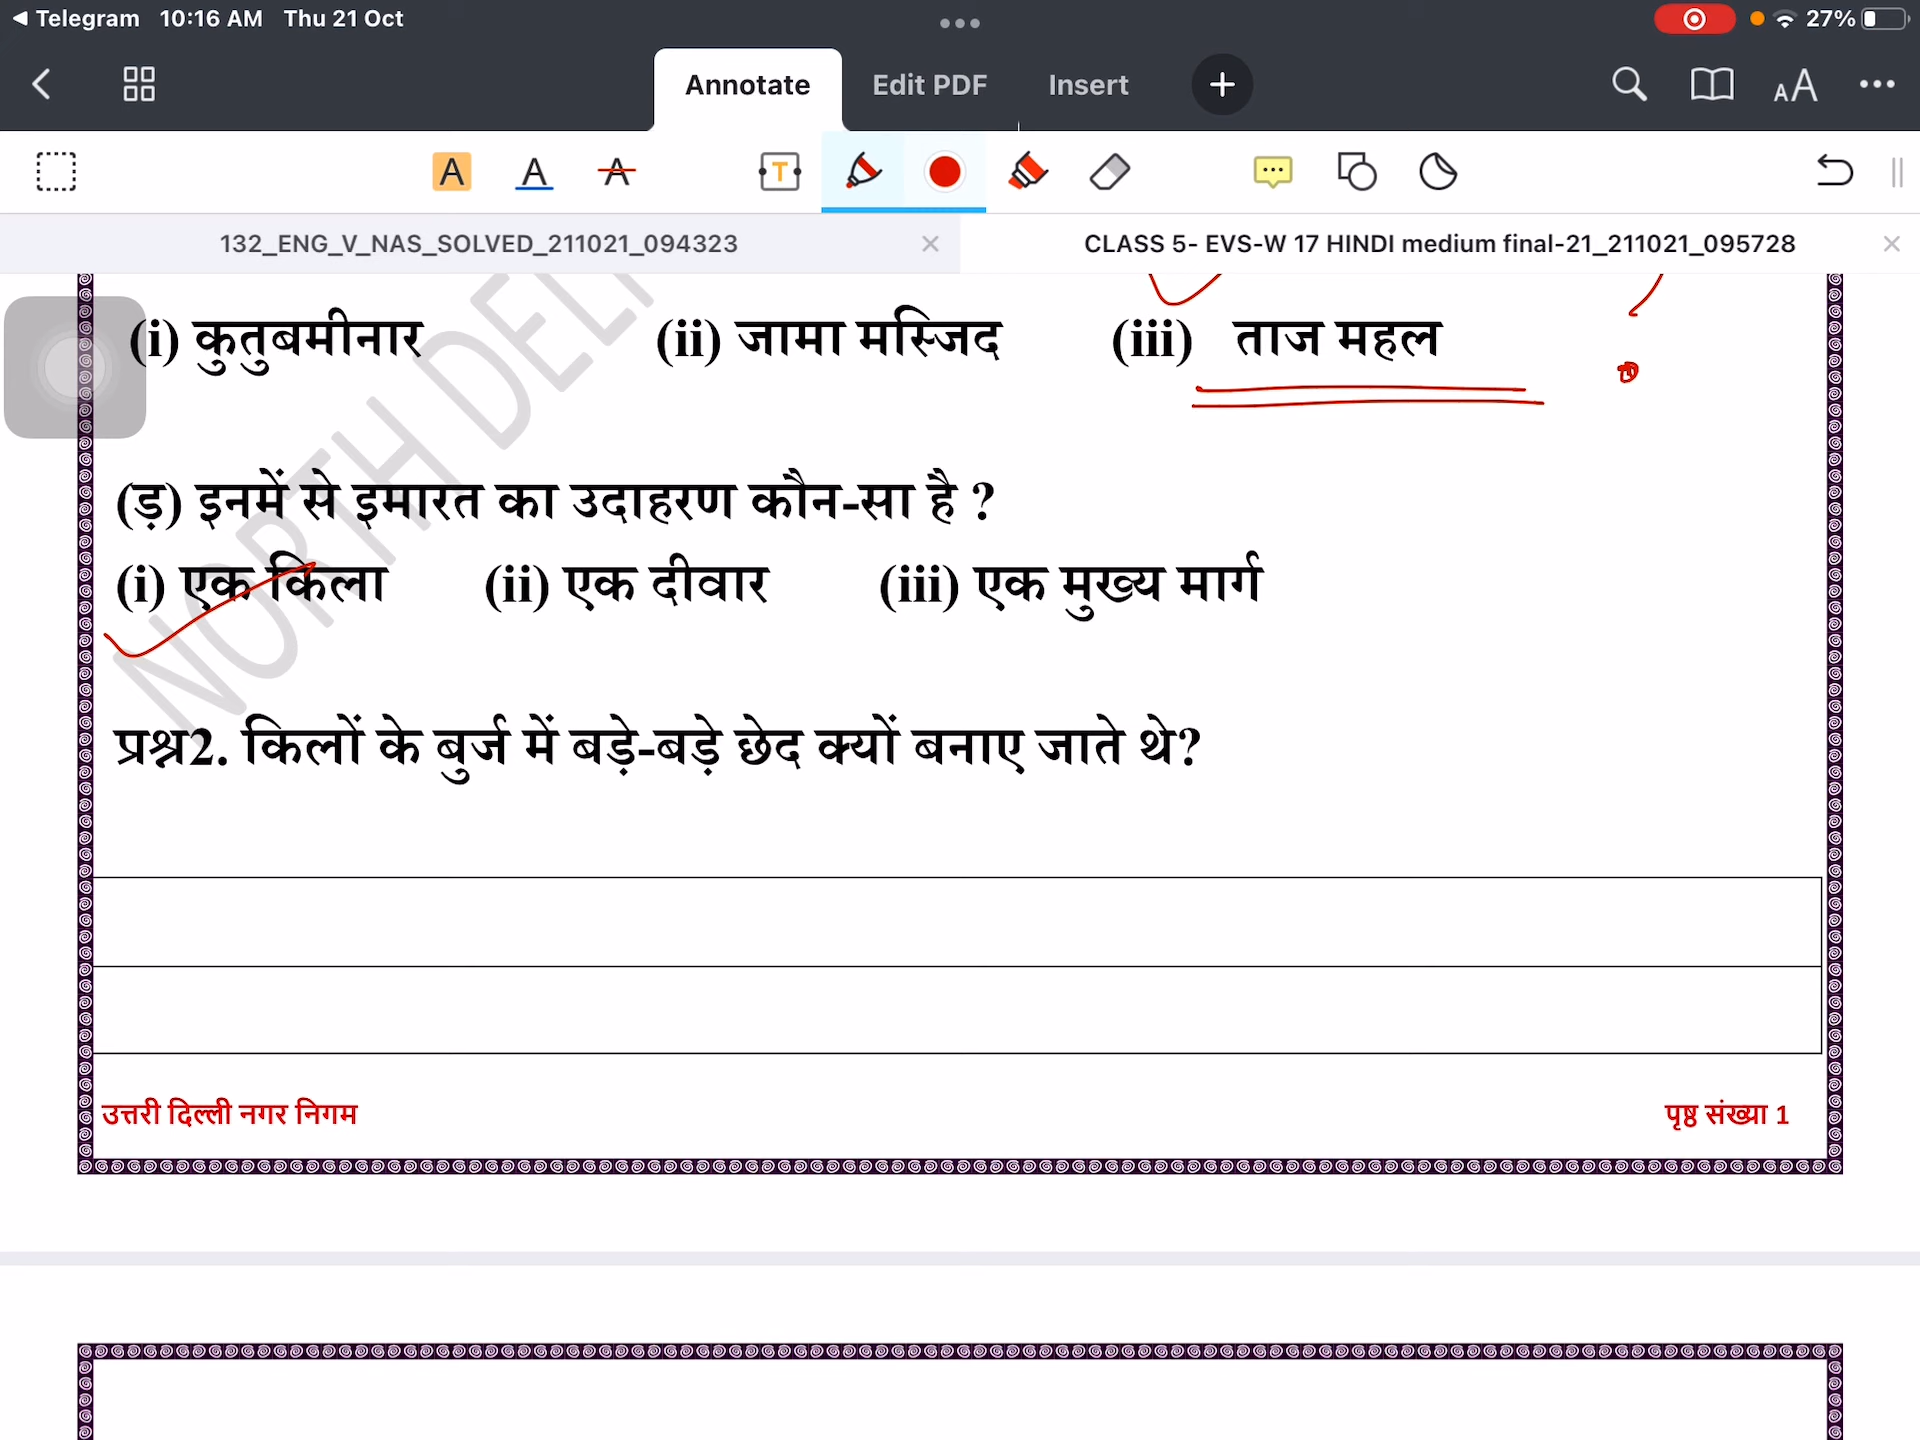 Telegram 10:16 AM Thu 21 Oct 27%
Annotate Edit PDF Insert
132_ENG_V_NAS_SOLVED_211021_094323
CLASS 5- EVS-W 17 HINDI medium final-21_211021_095728
(i) कुतुबमीनार (ii) जामा मस्जिद (iii) ताज महल
(ड़) इनमें से इमारत का उदाहरण कौन-सा है ?
(i) एक किला (ii) एक दीवार (iii) एक मुख्य मार्ग
NORTH DEL
प्रश्न2. किलों के बुर्ज में बड़े-बड़े छेद क्यों बनाए जाते थे?
उत्तरी दिल्ली नगर निगम पृष्ठ संख्या 1